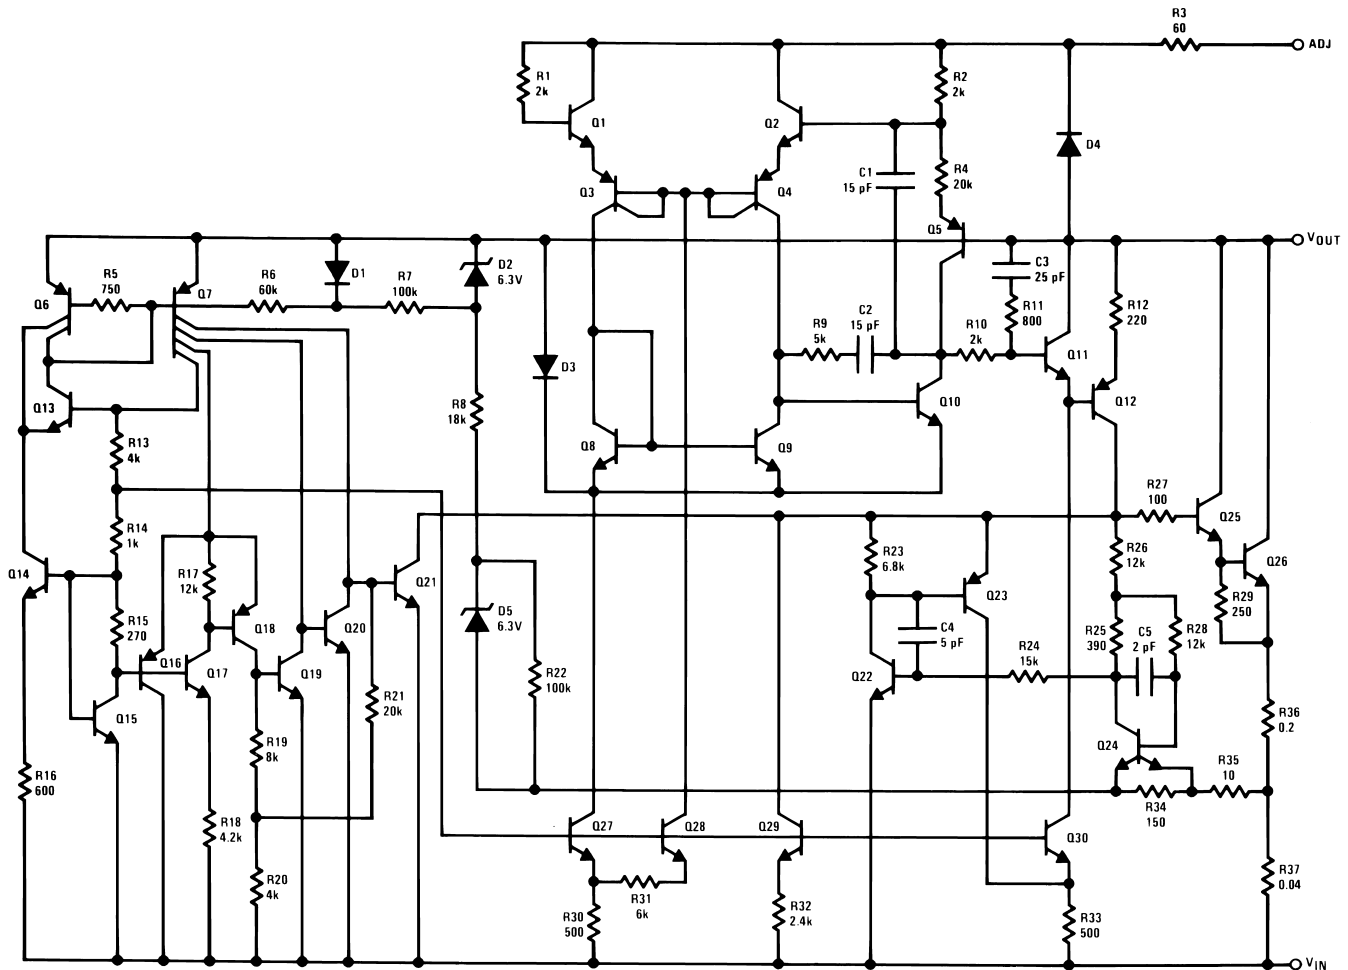 R3
60
ADJ
R1
2k
R2
2k
Q1
Q2
D4
C1
15 pF
R4
20k
Q3
Q4
Q5
VOUT
C3
25 pF
D1
D2
6.3V
R5
750
Q6
Q7
R6
60k
R7
100k
R11
800
R12
220
R9
5k
C2
15 pF
R10
2k
Q11
D3
Q13
R8
18k
Q10
Q12
R13
4k
Q8
Q9
R27
100
Q25
R14
1k
R23
6.8k
R26
12k
Q26
Q14
R17
12k
Q21
Q23
R29
250
D5
6.3V
R15
270
Q18
Q20
C4
5 pF
R25
390
C5
2 pF
R28
12k
R24
15k
Q16
Q17
Q19
R22
100k
Q22
R21
20k
Q15
R36
0.2
Q24
R19
8k
R35
10
R16
600
R34
150
R18
4.2k
Q27
Q28
Q29
Q30
R20
4k
R37
0.04
R31
6k
R30
500
R32
2.4k
R33
500
VIN